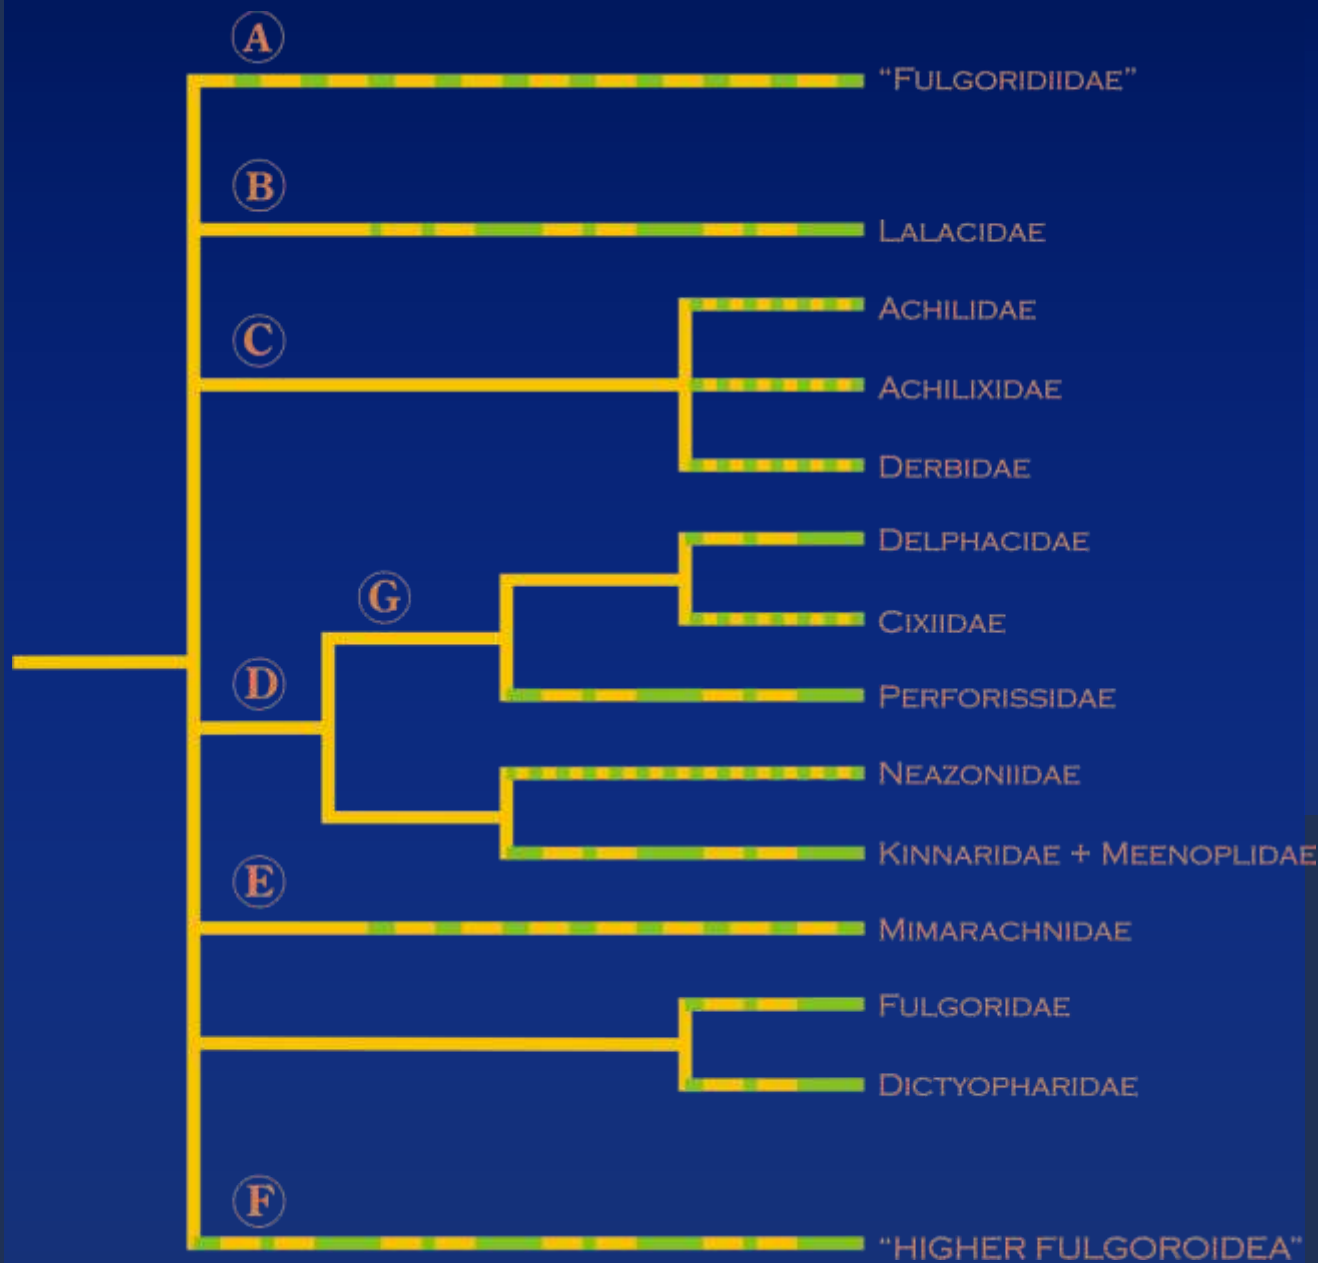 A
“FULGORIDIIDAE”
B
LALACIDAE
ACHILIDAE
C
ACHILIXIDAE
DERBIDAE
DELPHACIDAE
G
CIXIIDAE
D
PERFORISSIDAE
NEAZONIIDAE
KINNARIDAE + MEENOPLIDAE
E
MIMARACHNIDAE
FULGORIDAE
DICTYOPHARIDAE
F
“HIGHER FULGOROIDEA”